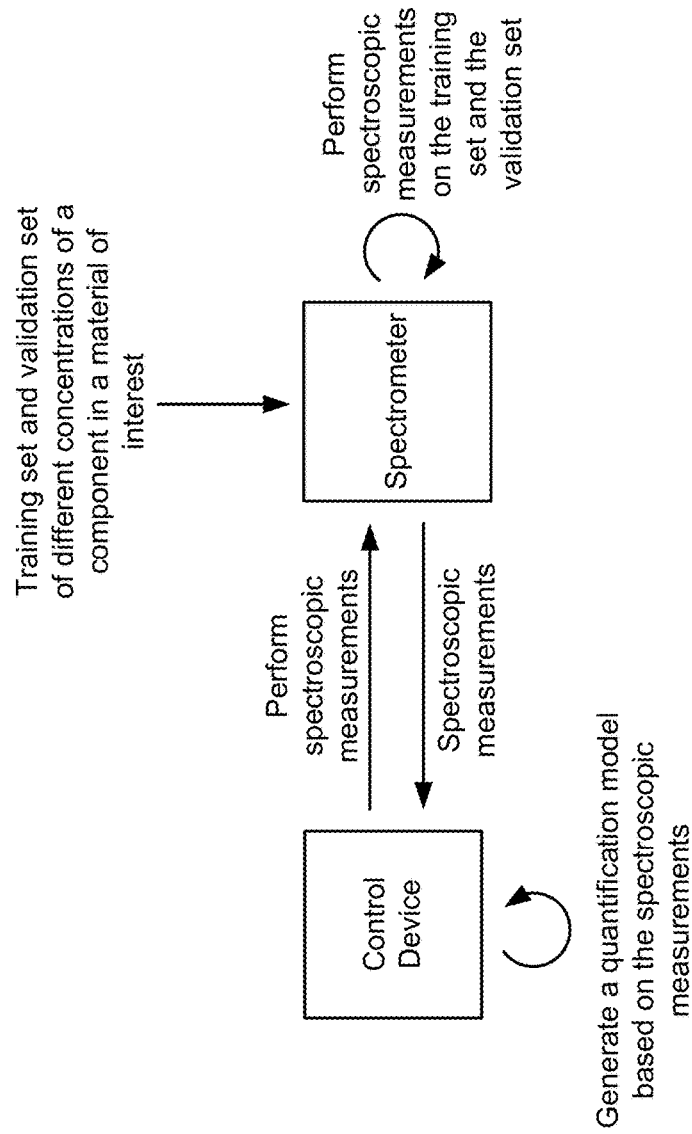 Training set and validation set
of different concentrations of a
component in a material of
interest
Perform
spectroscopic
measurements
Control
Device
Spectrometer
Perform
spectroscopic
measurements
on the training
set and the
validation set
Spectroscopic
measurements
Generate a quantification model
based on the spectroscopic
measurements